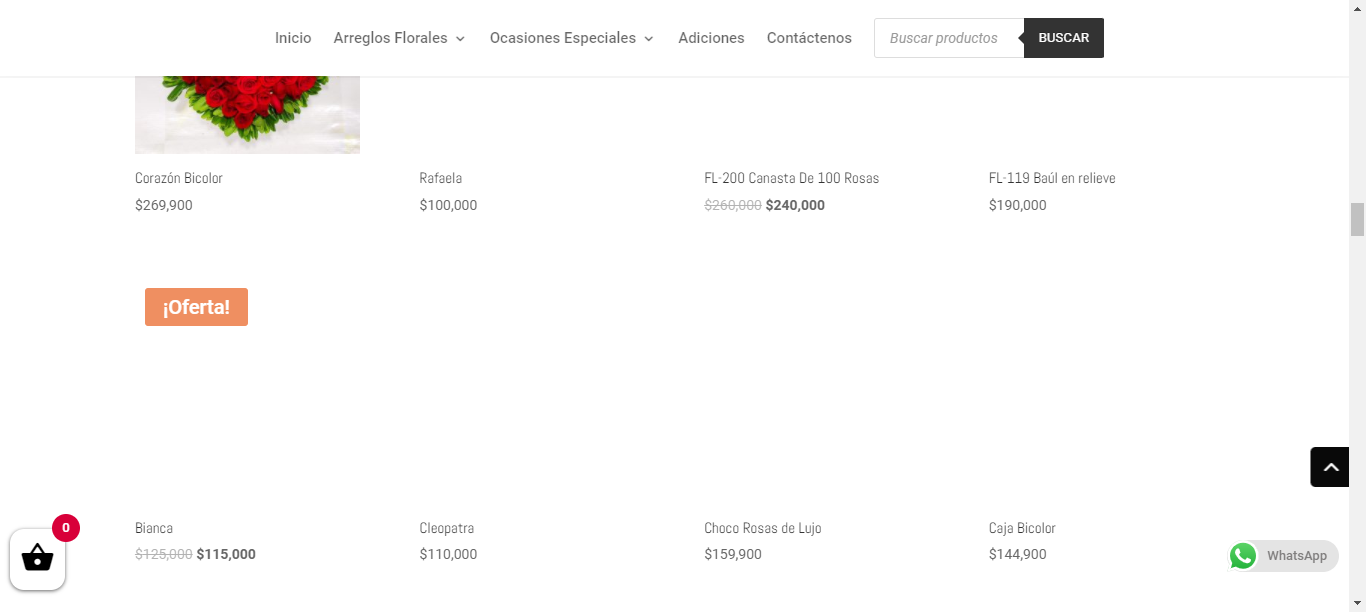 Inicio Arreglos Florales Ocasiones Especiales Adiciones Contáctenos Buscar productos BUSCAR
Corazón Bicolor Rafaela FL-200 Canasta De 100 Rosas FL-119 Baúl en relieve
$269,900 $100,000 $260,000 $240,000 $190,000
¡Oferta!
0
Bianca Cleopatra Choco Rosas de Lujo Caja Bicolor
$125,000 $115,000 $110,000 $159,900 $144,900
WhatsApp